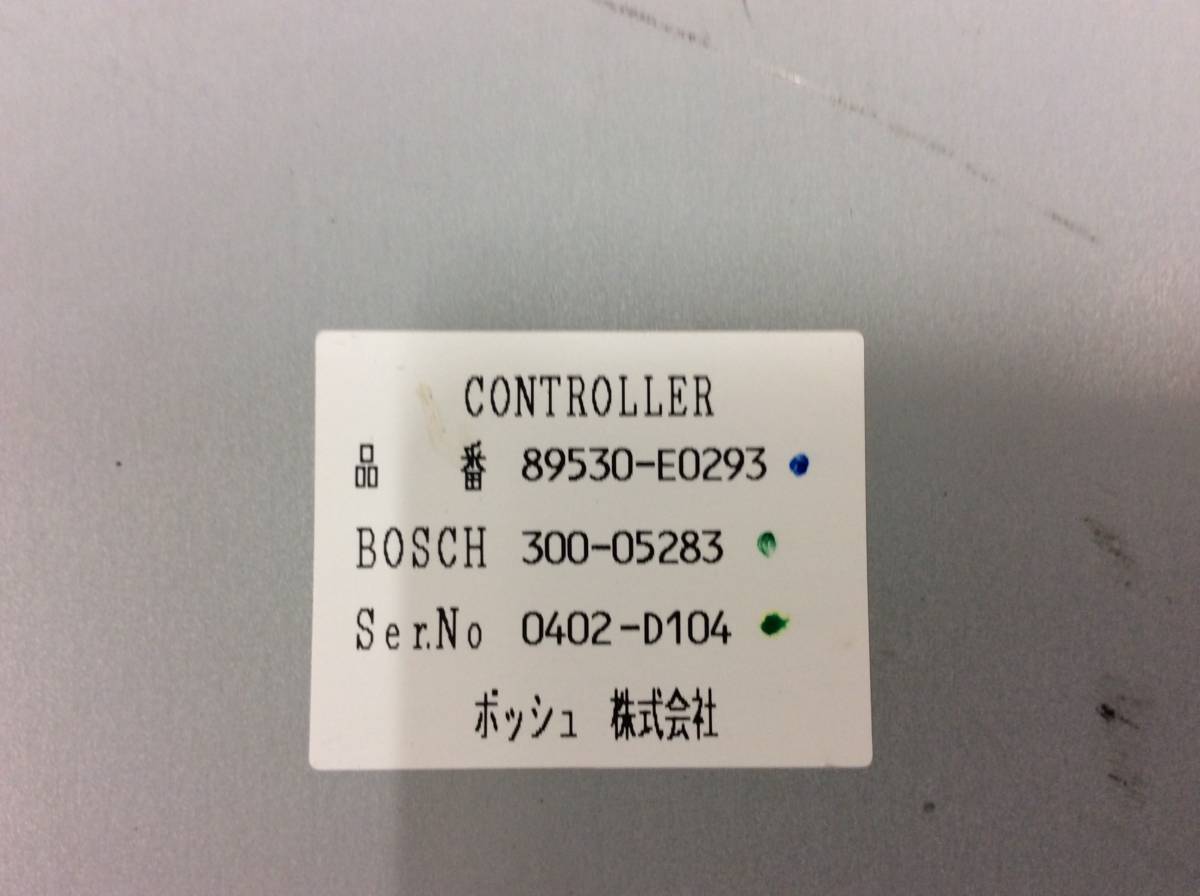 CONTROLLER
品 番 89530-E0293
BOSCH 300-05283
Ser.No 0402-D104
ボッシュ 株式会社